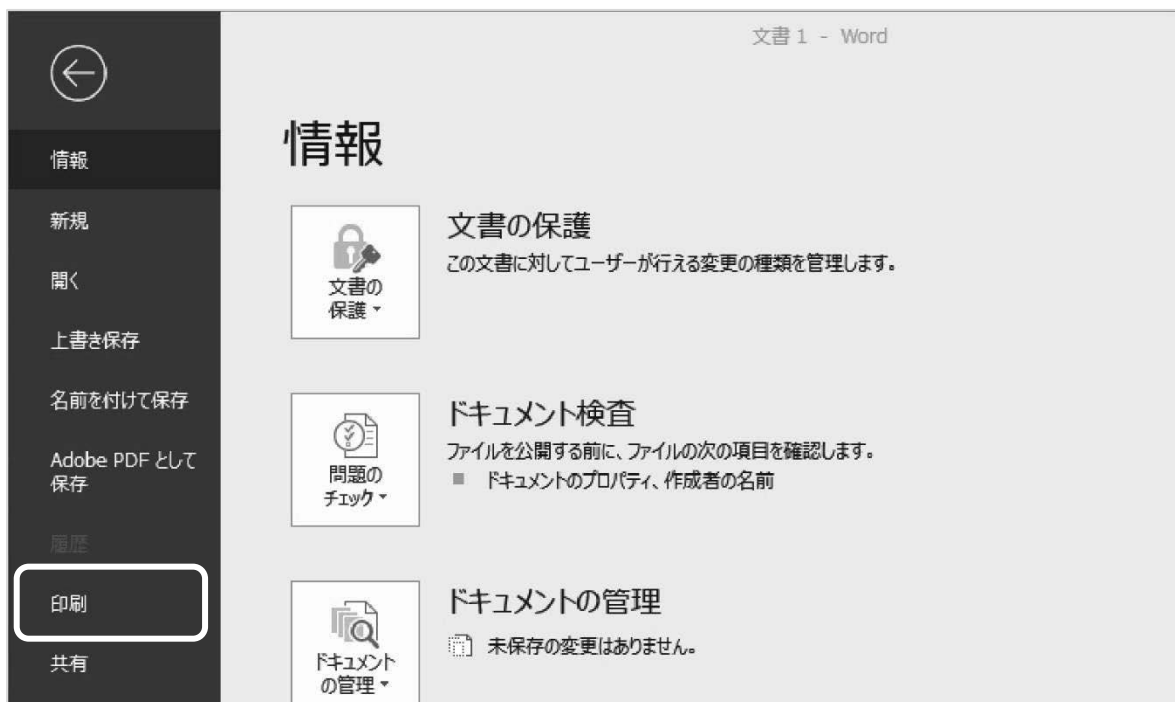 文書 1 - Word
情報
新規
開く
上書き保存
名前を付けて保存
Adobe PDF として
保存
履歴
印刷
共有
情報
文書の
保護
文書の保護
この文書に対してユーザーが行える変更の種類を管理します。
問題の
チェック
ドキュメント検査
ファイルを公開する前に、ファイルの次の項目を確認します。
ドキュメントのプロパティ、作成者の名前
ドキュメント
の管理
ドキュメントの管理
未保存の変更はありません。